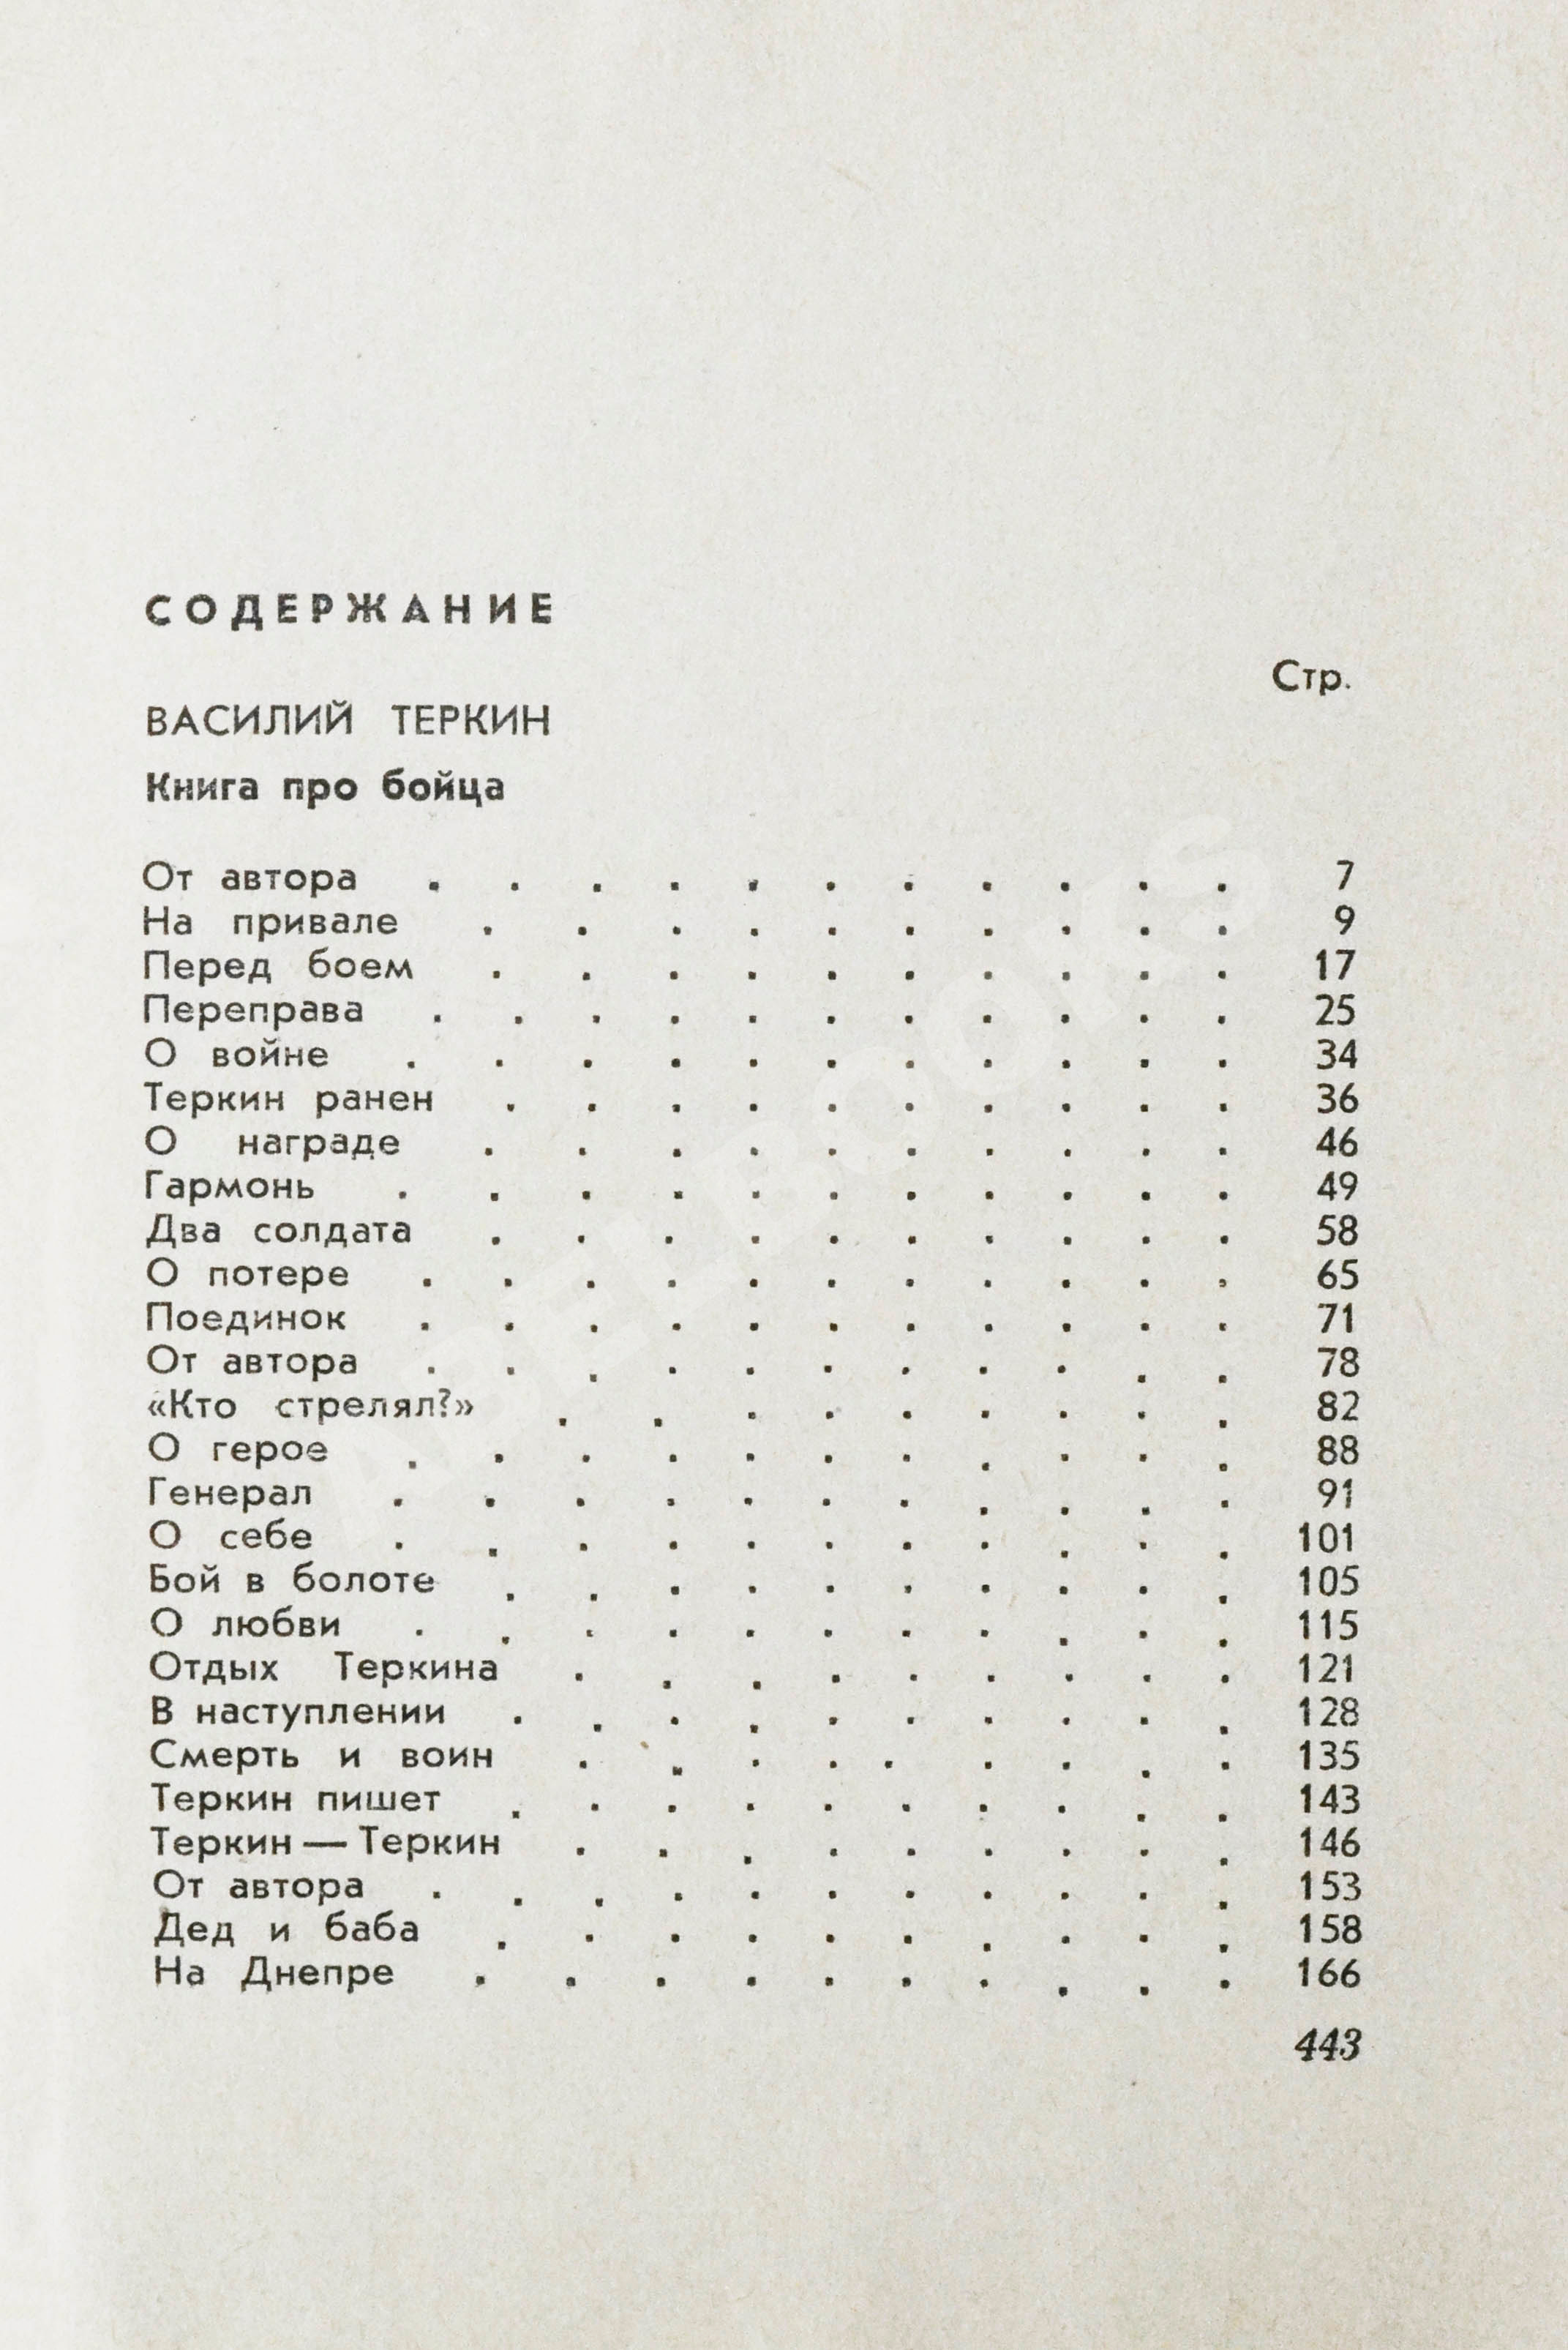 СОДЕРЖАНИЕ
Стр.
ВАСИЛИЙ ТЕРКИН
Книга про бойца
От автора . . . . . . . . . . . 7
На привале . . . . . . . . . . 9
Перед боем . . . . . . . . . . 17
Переправа . . . . . . . . . . . 25
О войне . . . . . . . . . . . 34
Теркин ранен . . . . . . . . . . 36
О награде . . . . . . . . . . 46
Гармонь . . . . . . . . . . . 49
Два солдата . . . . . . . . . . 58
О потере . . . . . . . . . . . 65
Поединок . . . . . . . . . . . 71
От автора . . . . . . . . . . . 78
«Кто стрелял?» . . . . . . . . . 82
О герое . . . . . . . . . . . 88
Генерал . . . . . . . . . . . 91
О себе . . . . . . . . . . . 101
Бой в болоте . . . . . . . . . . 105
О любви . . . . . . . . . . . 115
Отдых Теркина . . . . . . . . . 121
В наступлении . . . . . . . . . . 128
Смерть и воин . . . . . . . . . 135
Теркин пишет . . . . . . . . . . 143
Теркин — Теркин . . . . . . . . . 146
От автора . . . . . . . . . . . 153
Дед и баба . . . . . . . . . . 158
На Днепре . . . . . . . . . . 166
443